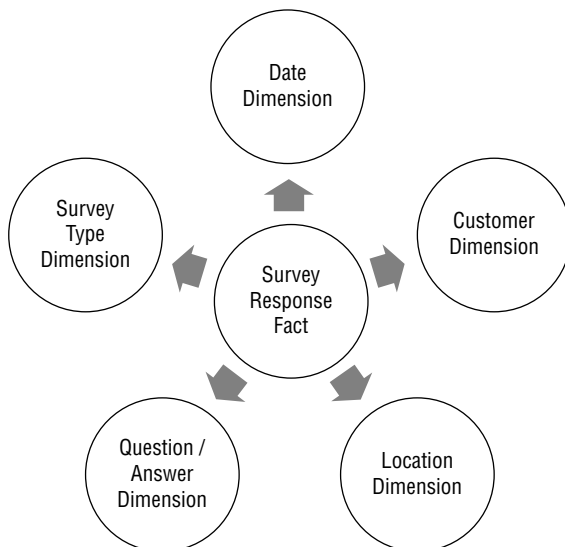 Date
Dimension
Survey
Type
Dimension
Customer
Dimension
Survey
Response
Fact
Question /
Answer
Dimension
Location
Dimension